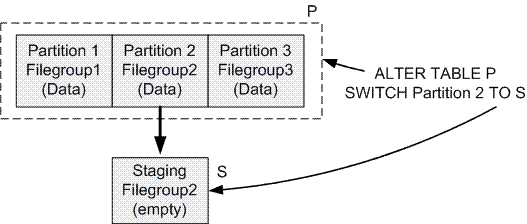 P
Partition 1
Filegroup1
(Data)
Partition 2
Filegroup2
(Data)
Partition 3
Filegroup3
(Data)
ALTER TABLE P
SWITCH Partition 2 TO S
Staging
Filegroup2
(empty)
S